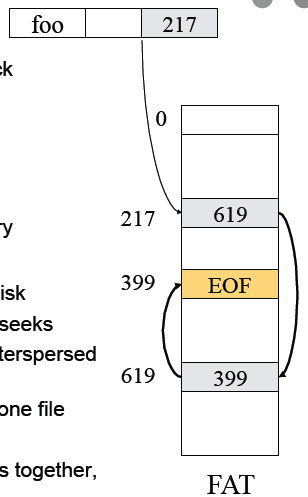 foo 217
ck
0
ry
217 619
isk
399 EOF
seeks
terspersed
619 399
one file
s together,
FAT